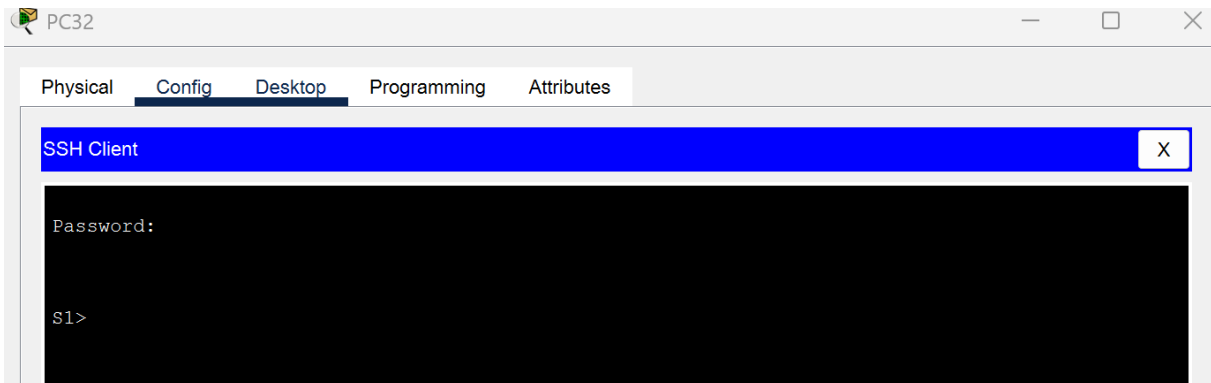 PC32
Physical Config Desktop Programming Attributes
SSH Client X
Password:
S1>